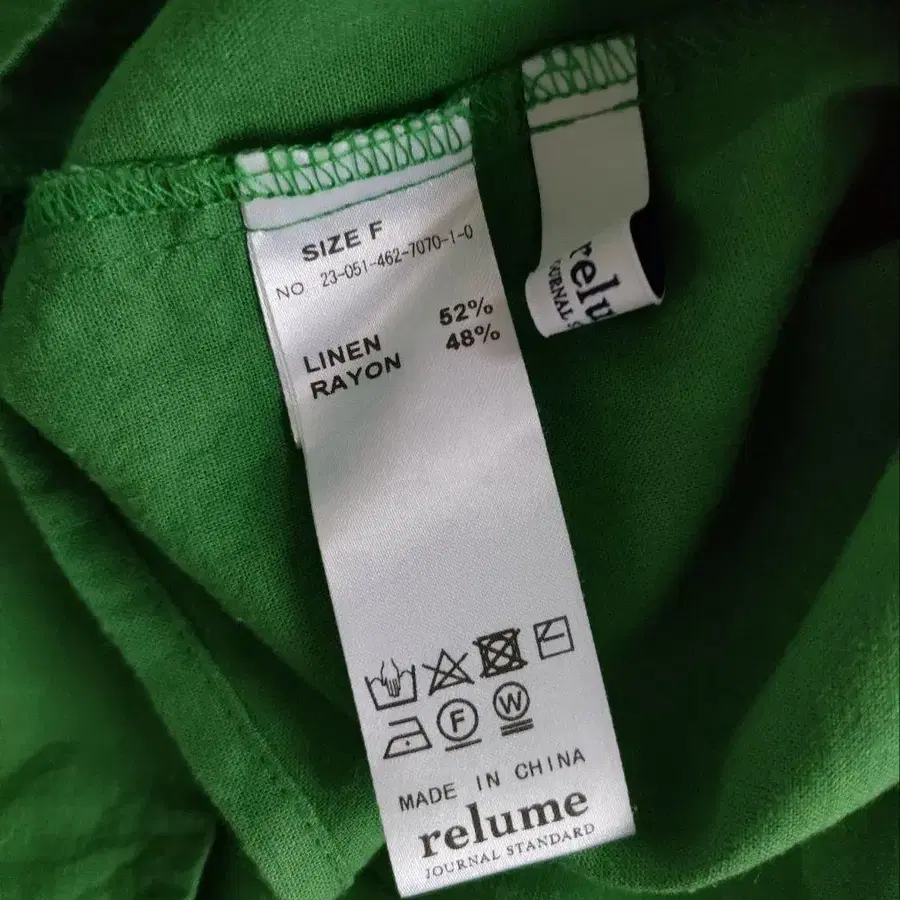 SIZE F
NO 23-051-462-7070-1-0
LINEN 52%
RAYON 48%
F W
MADE IN CHINA
relume
JOURNAL STANDARD
relu